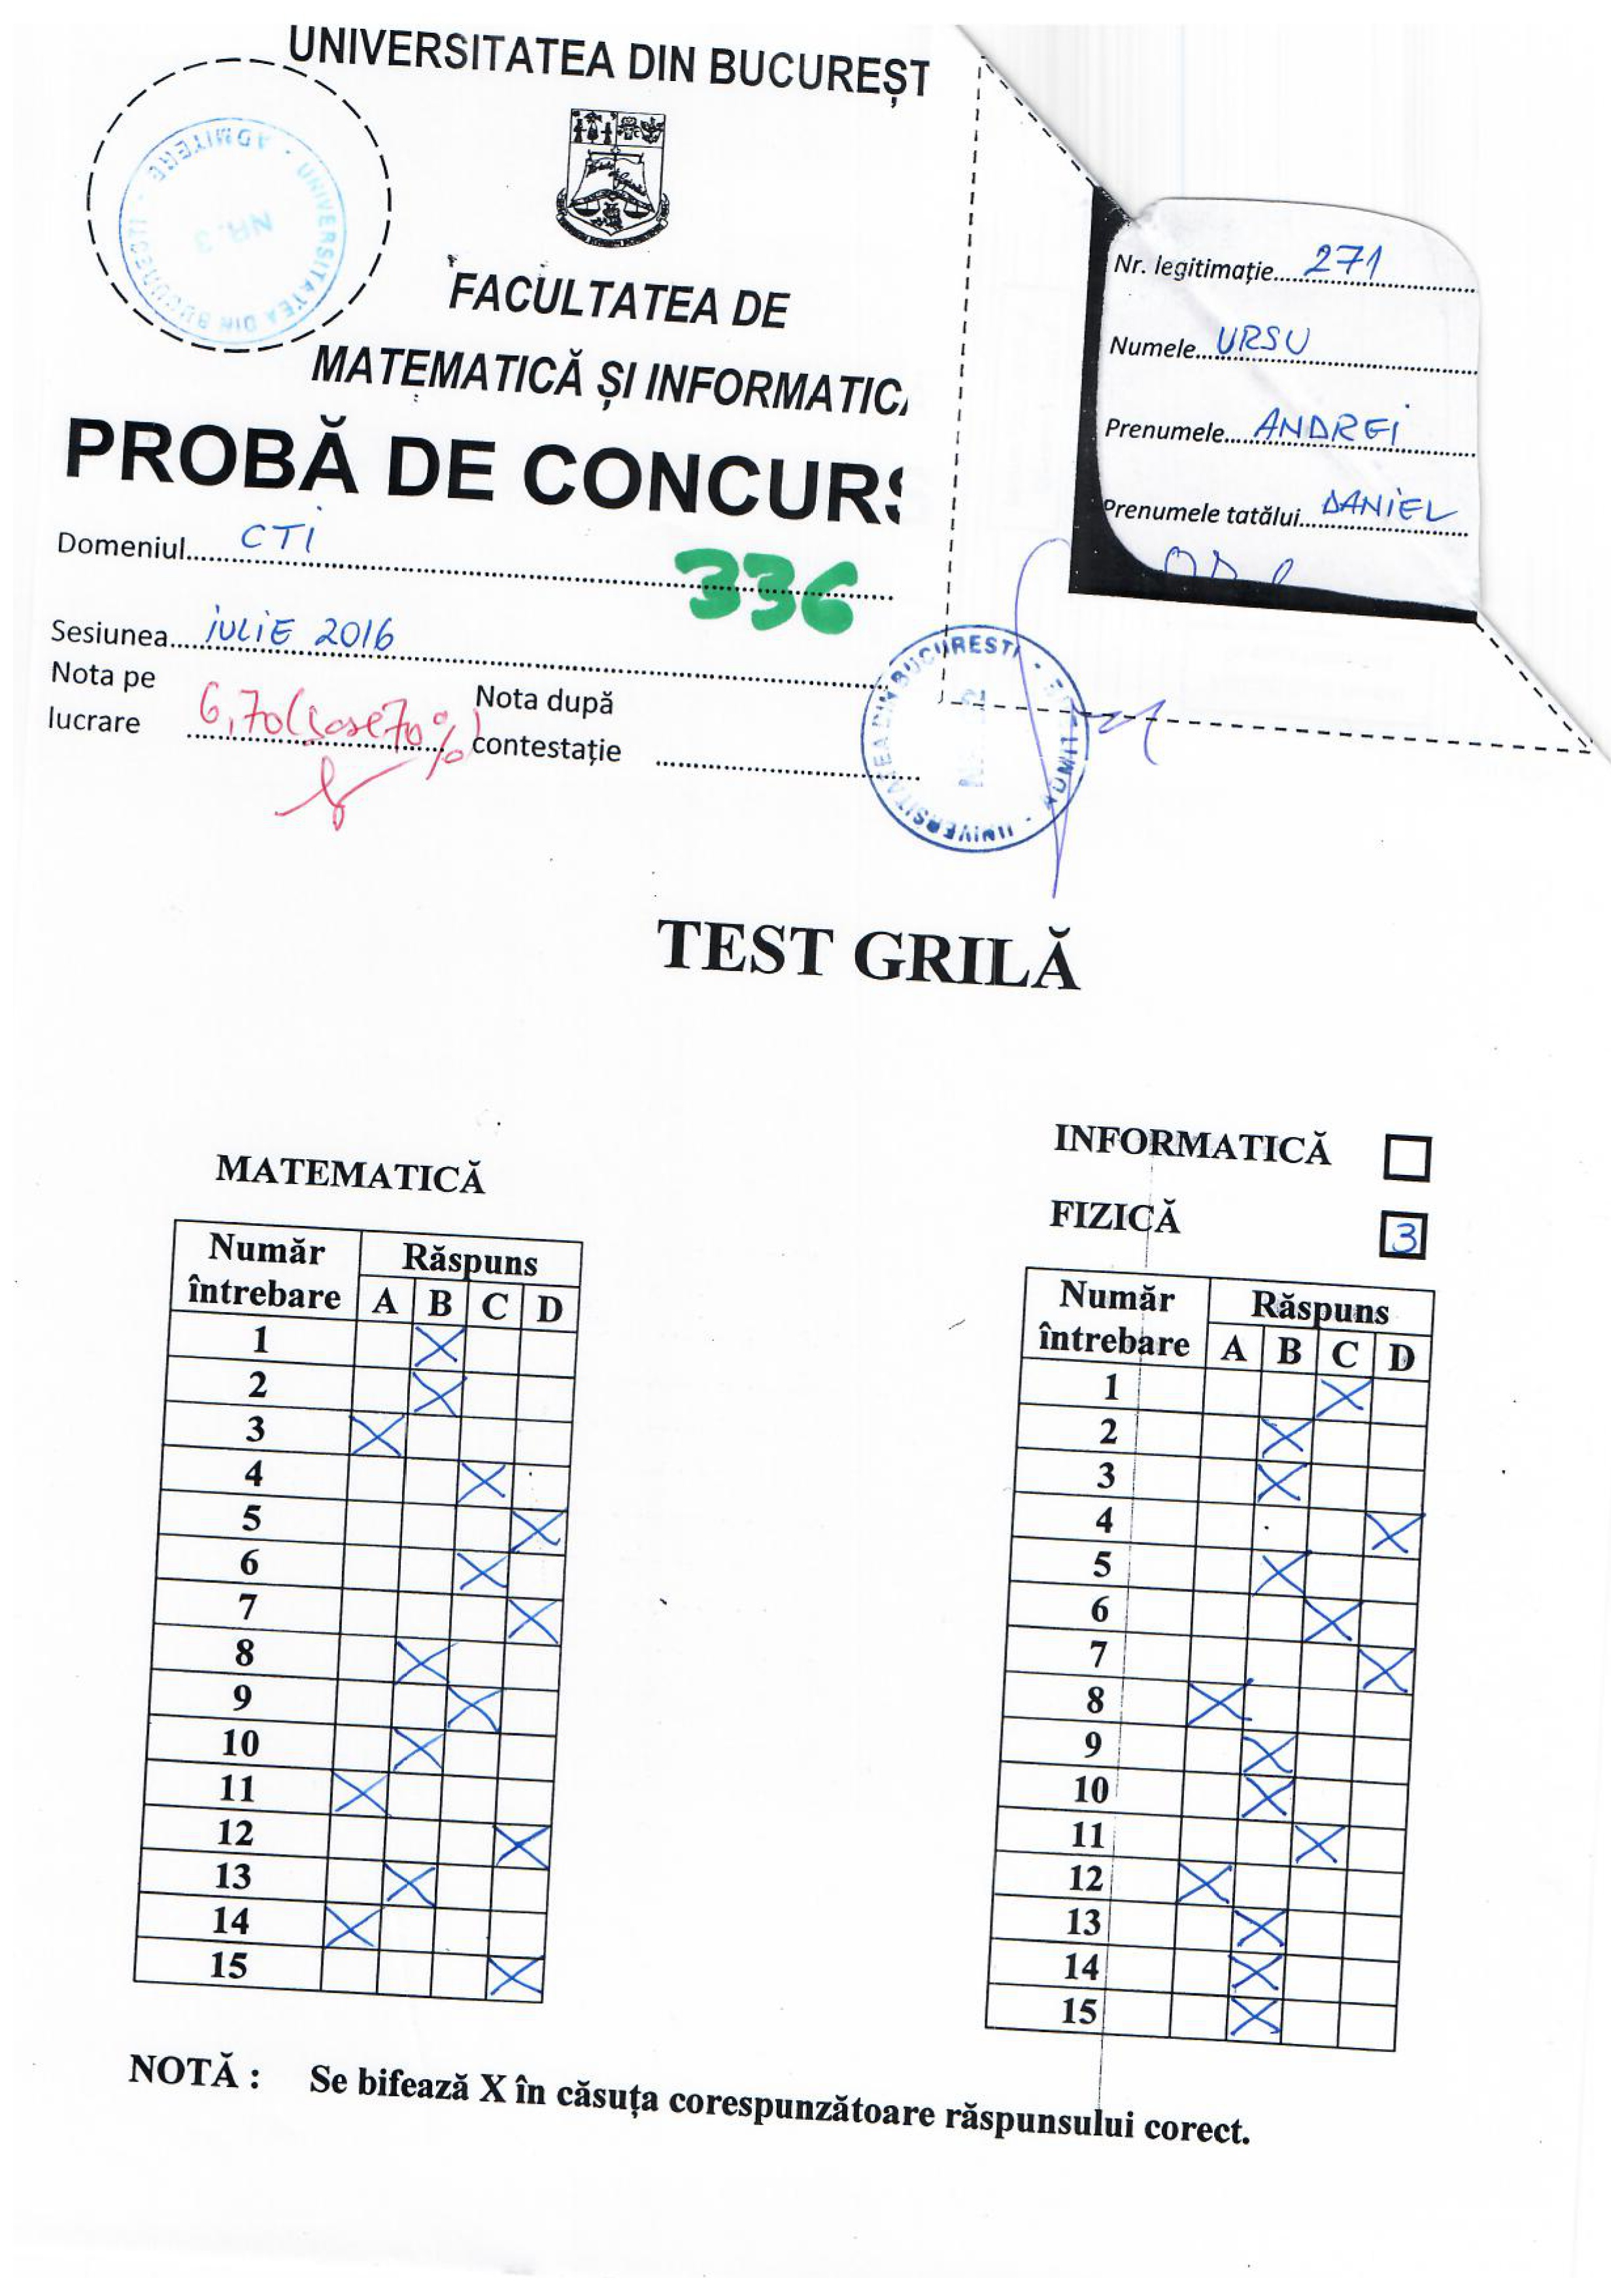 UNIVERSITATEA DIN BUCUREȘT
FACULTATEA DE
MATEMATICĂ ȘI INFORMATIC
PROBĂ DE CONCURS
Domeniul CTI
336
Sesiunea IULIE 2016
Nota pe lucrare 6,70 (șase 70%)
Nota după contestație
UNIVERSITATEA DIN BUCUREȘTI · ADMITERE ·
NR. 3
Nr. legitimație 271
Numele URSU
Prenumele ANDREI
Prenumele tatălui DANIEL
UNIVERSITATEA DIN BUCURESTI
TEST GRILĂ
MATEMATICĂ
Număr întrebare Răspuns
A B C D
1 X
2 X
3 X
4 X
5 X
6 X
7 X
8 X
9 X
10 X
11 X
12 X
13 X
14 X
15 X
INFORMATICĂ
FIZICĂ 3
Număr întrebare Răspuns
A B C D
1 X
2 X
3 X
4 X
5 X
6 X
7 X
8 X
9 X
10 X
11 X
12 X
13 X
14 X
15 X
NOTĂ : Se bifează X în căsuța corespunzătoare răspunsului corect.